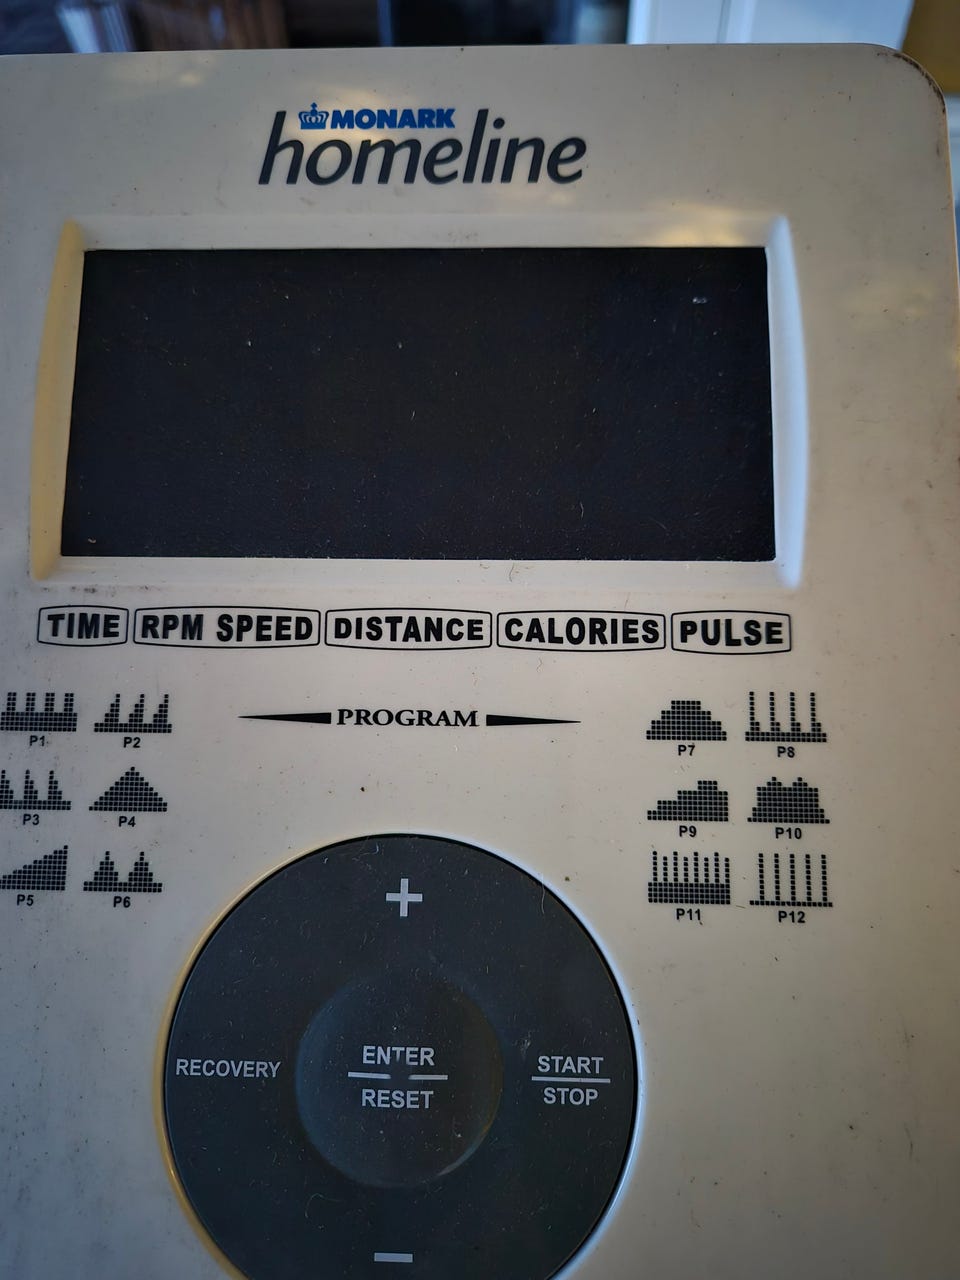 MONARK
homeline
TIME RPM SPEED DISTANCE CALORIES PULSE
PROGRAM
P1 P2
P3 P4
P5 P6
P7 P8
P9 P10
P11 P12
+
RECOVERY
ENTER
RESET
START
STOP
−